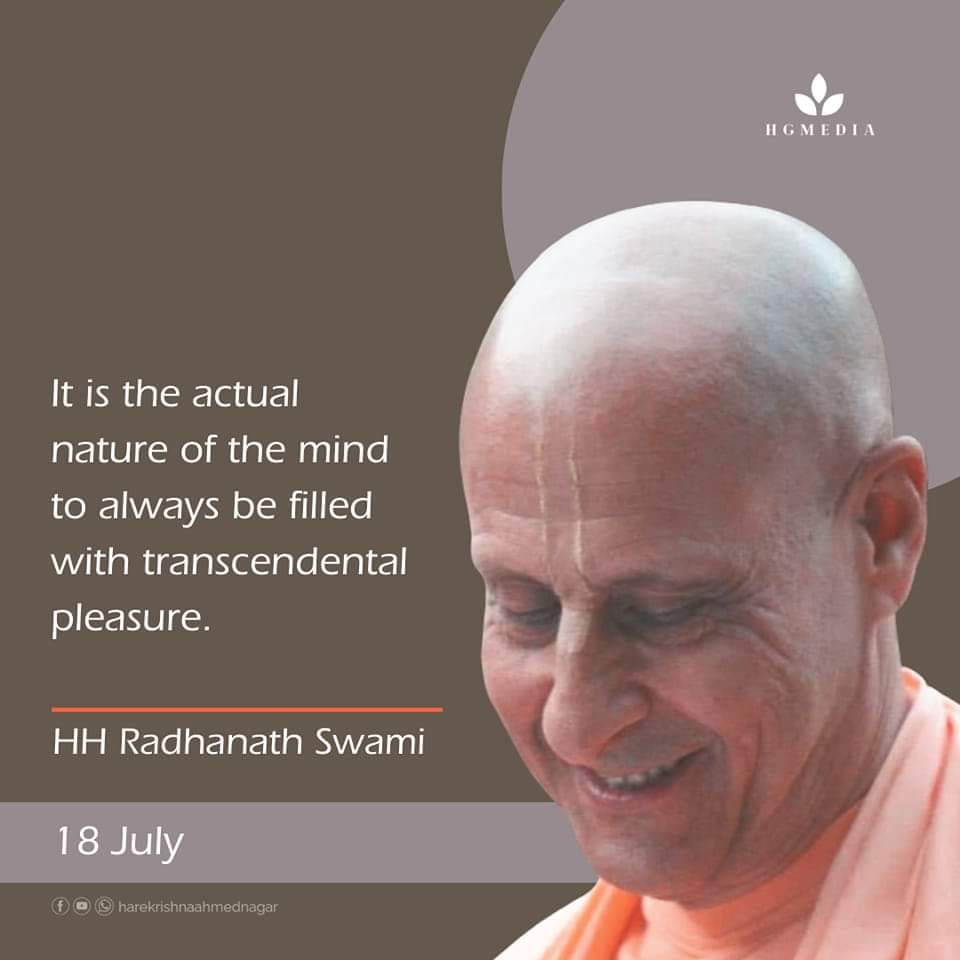 HGMEDIA
It is the actual
nature of the mind
to always be filled
with transcendental
pleasure.
HH Radhanath Swami
18 July
harekrishnaahmednagar